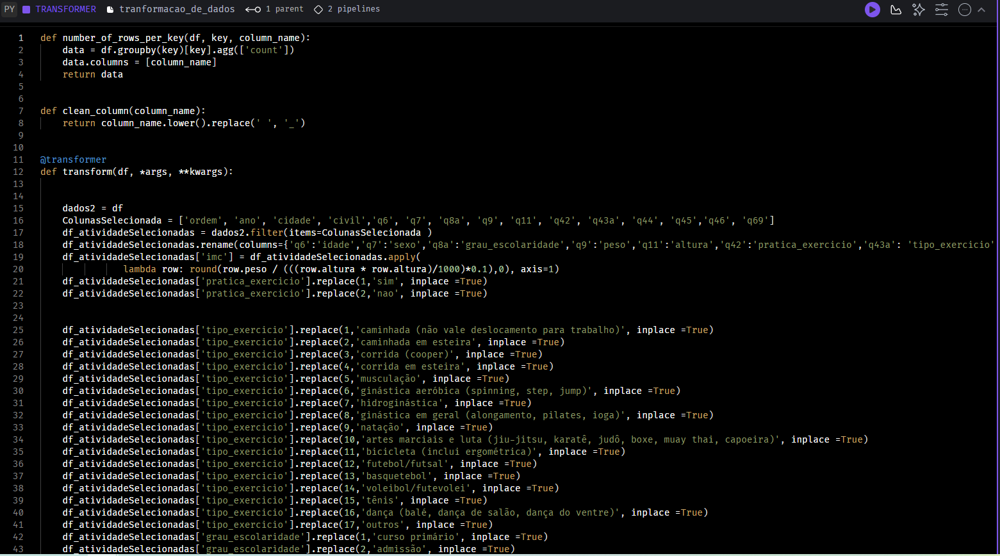 PY TRANSFORMER tranformacao_de_dados 1 parent 2 pipelines
1 def number_of_rows_per_key(df, key, column_name):
2 data = df.groupby(key)[key].agg(['count'])
3 data.columns = [column_name]
4 return data
5
6
7 def clean_column(column_name):
8 return column_name.lower().replace(' ', '_')
9
10
11 @transformer
12 def transform(df, *args, **kwargs):
13
14
15 dados2 = df
16 ColunasSelecionada = ['ordem', 'ano', 'cidade', 'civil','q6', 'q7', 'q8a', 'q9', 'q11', 'q42', 'q43a', 'q44', 'q45','q46', 'q69']
17 df_atividadeSelecionadas = dados2.filter(items=ColunasSelecionada )
18 df_atividadeSelecionadas.rename(columns={'q6':'idade','q7':'sexo','q8a':'grau_escolaridade','q9':'peso','q11':'altura','q42':'pratica_exercicio','q43a': 'tipo_exercicio'
19 df_atividadeSelecionadas['imc'] = df_atividadeSelecionadas.apply(
20 lambda row: round(row.peso / (((row.altura * row.altura)/1000)*0.1),0), axis=1)
21 df_atividadeSelecionadas['pratica_exercicio'].replace(1,'sim', inplace =True)
22 df_atividadeSelecionadas['pratica_exercicio'].replace(2,'nao', inplace =True)
23
24
25 df_atividadeSelecionadas['tipo_exercicio'].replace(1,'caminhada (não vale deslocamento para trabalho)', inplace =True)
26 df_atividadeSelecionadas['tipo_exercicio'].replace(2,'caminhada em esteira', inplace =True)
27 df_atividadeSelecionadas['tipo_exercicio'].replace(3,'corrida (cooper)', inplace =True)
28 df_atividadeSelecionadas['tipo_exercicio'].replace(4,'corrida em esteira', inplace =True)
29 df_atividadeSelecionadas['tipo_exercicio'].replace(5,'musculação', inplace =True)
30 df_atividadeSelecionadas['tipo_exercicio'].replace(6,'ginástica aeróbica (spinning, step, jump)', inplace =True)
31 df_atividadeSelecionadas['tipo_exercicio'].replace(7,'hidroginástica', inplace =True)
32 df_atividadeSelecionadas['tipo_exercicio'].replace(8,'ginástica em geral (alongamento, pilates, ioga)', inplace =True)
33 df_atividadeSelecionadas['tipo_exercicio'].replace(9,'natação', inplace =True)
34 df_atividadeSelecionadas['tipo_exercicio'].replace(10,'artes marciais e luta (jiu-jitsu, karatê, judô, boxe, muay thai, capoeira)', inplace =True)
35 df_atividadeSelecionadas['tipo_exercicio'].replace(11,'bicicleta (inclui ergométrica)', inplace =True)
36 df_atividadeSelecionadas['tipo_exercicio'].replace(12,'futebol/futsal', inplace =True)
37 df_atividadeSelecionadas['tipo_exercicio'].replace(13,'basquetebol', inplace =True)
38 df_atividadeSelecionadas['tipo_exercicio'].replace(14,'voleibol/futevolei', inplace =True)
39 df_atividadeSelecionadas['tipo_exercicio'].replace(15,'tênis', inplace =True)
40 df_atividadeSelecionadas['tipo_exercicio'].replace(16,'dança (balé, dança de salão, dança do ventre)', inplace =True)
41 df_atividadeSelecionadas['tipo_exercicio'].replace(17,'outros', inplace =True)
42 df_atividadeSelecionadas['grau_escolaridade'].replace(1,'curso primário', inplace =True)
43 df_atividadeSelecionadas['grau_escolaridade'].replace(2,'admissão', inplace =True)